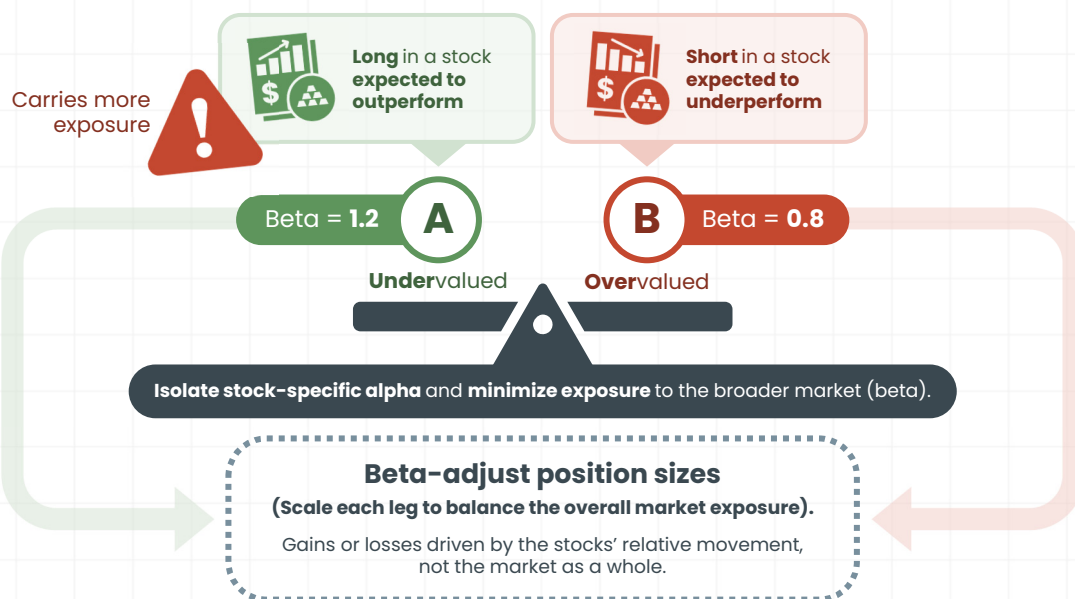 Carries more
exposure
$
Long in a stock
expected to
outperform
$
Short in a stock
expected to
underperform
Beta = 1.2
A
B
Beta = 0.8
Undervalued
Overvalued
Isolate stock-specific alpha and minimize exposure to the broader market (beta).
Beta-adjust position sizes
(Scale each leg to balance the overall market exposure).
Gains or losses driven by the stocks’ relative movement,
not the market as a whole.